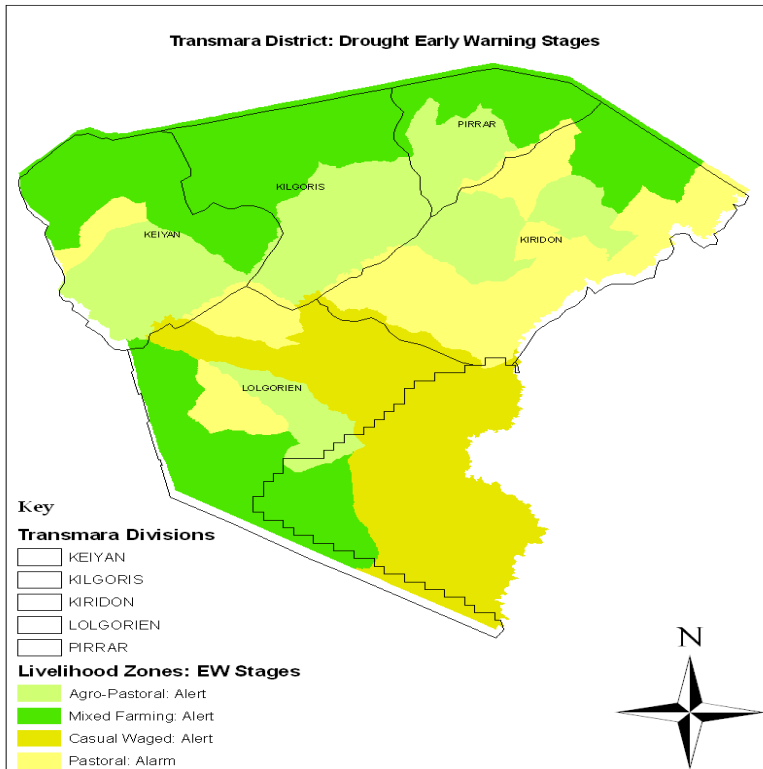 Transmara District: Drought Early Warning Stages
PIRRAR
KILGORIS
KEIYAN
KIRIDON
LOLGORIEN
Key
Transmara Divisions
KEIYAN
KILGORIS
KIRIDON
LOLGORIEN
PIRRAR
Livelihood Zones: EW Stages
Agro-Pastoral: Alert
Mixed Farming: Alert
Casual Waged: Alert
Pastoral: Alarm
N